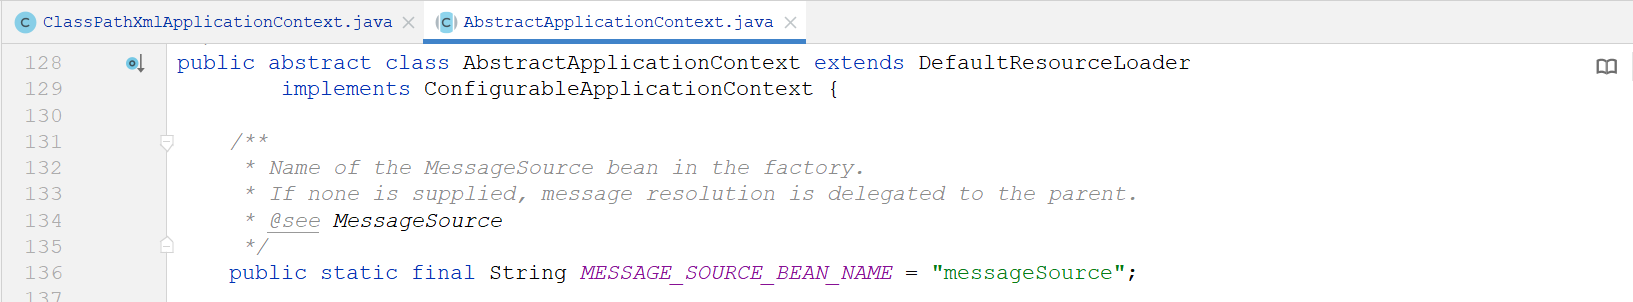 ClassPathXmlApplicationContext.java AbstractApplicationContext.java
128 public abstract class AbstractApplicationContext extends DefaultResourceLoader
129 implements ConfigurableApplicationContext {
130
131 /**
132 * Name of the MessageSource bean in the factory.
133 * If none is supplied, message resolution is delegated to the parent.
134 * @see MessageSource
135 */
136 public static final String MESSAGE_SOURCE_BEAN_NAME = "messageSource";
137